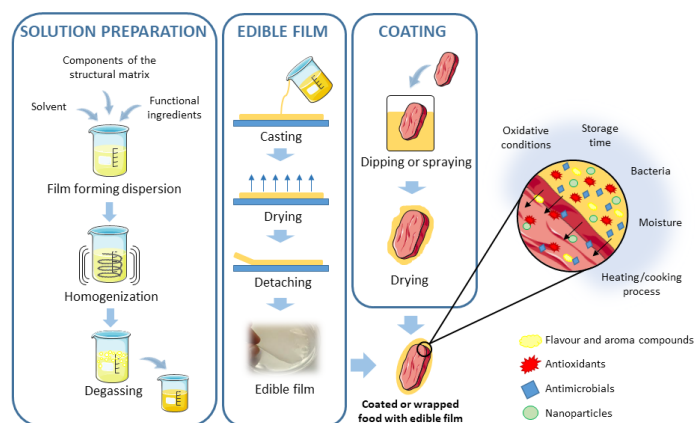 SOLUTION PREPARATION
Components of the
structural matrix
Solvent
Functional
ingredients
Film forming dispersion
Homogenization
Degassing
EDIBLE FILM
Casting
Drying
Detaching
Edible film
COATING
Dipping or spraying
Drying
Coated or wrapped
food with edible film
Oxidative
conditions
Storage
time
Bacteria
Moisture
Heating/cooking
process
Flavour and aroma compounds
Antioxidants
Antimicrobials
Nanoparticles